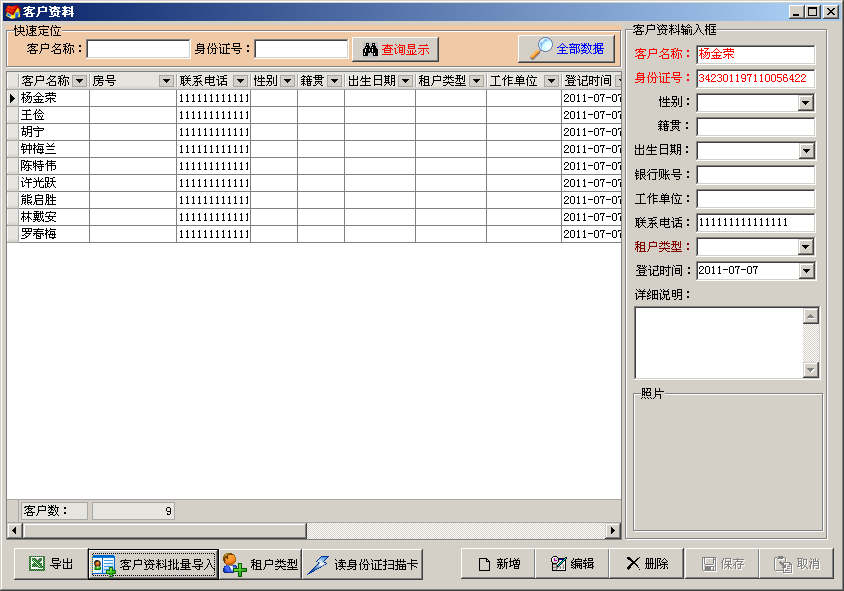 客户资料
快速定位
客户名称： 身份证号： 查询显示 全部数据
客户名称 房号 联系电话 性别 籍贯 出生日期 租户类型 工作单位 登记时间
杨金荣 111111111111 2011-07-07
王俭 111111111111 2011-07-07
胡宁 111111111111 2011-07-07
钟梅兰 111111111111 2011-07-07
陈特伟 111111111111 2011-07-07
许光跃 111111111111 2011-07-07
熊启胜 111111111111 2011-07-07
林戴安 111111111111 2011-07-07
罗春梅 111111111111 2011-07-07
客户数： 9
导出 客户资料批量导入 租户类型 读身份证扫描卡
客户资料输入框
客户名称： 杨金荣
身份证号： 342301197110056422
性别：
籍贯：
出生日期：
银行账号：
工作单位：
联系电话： 11111111111111
租户类型：
登记时间： 2011-07-07
详细说明：
照片
新增 编辑 删除 保存 取消